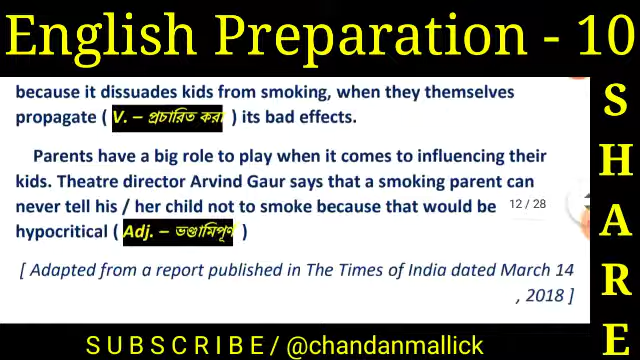 English Preparation - 10
because it dissuades kids from smoking, when they themselves
propagate ( V. – প্রচারিত করা ) its bad effects.
Parents have a big role to play when it comes to influencing their
kids. Theatre director Arvind Gaur says that a smoking parent can
never tell his / her child not to smoke because that would be
hypocritical ( Adj. – ভণ্ডামিপূর্ণ )
[ Adapted from a report published in The Times of India dated March 14
, 2018 ]
12 / 28
SHARE
SUBSCRIBE/ @chandanmallick